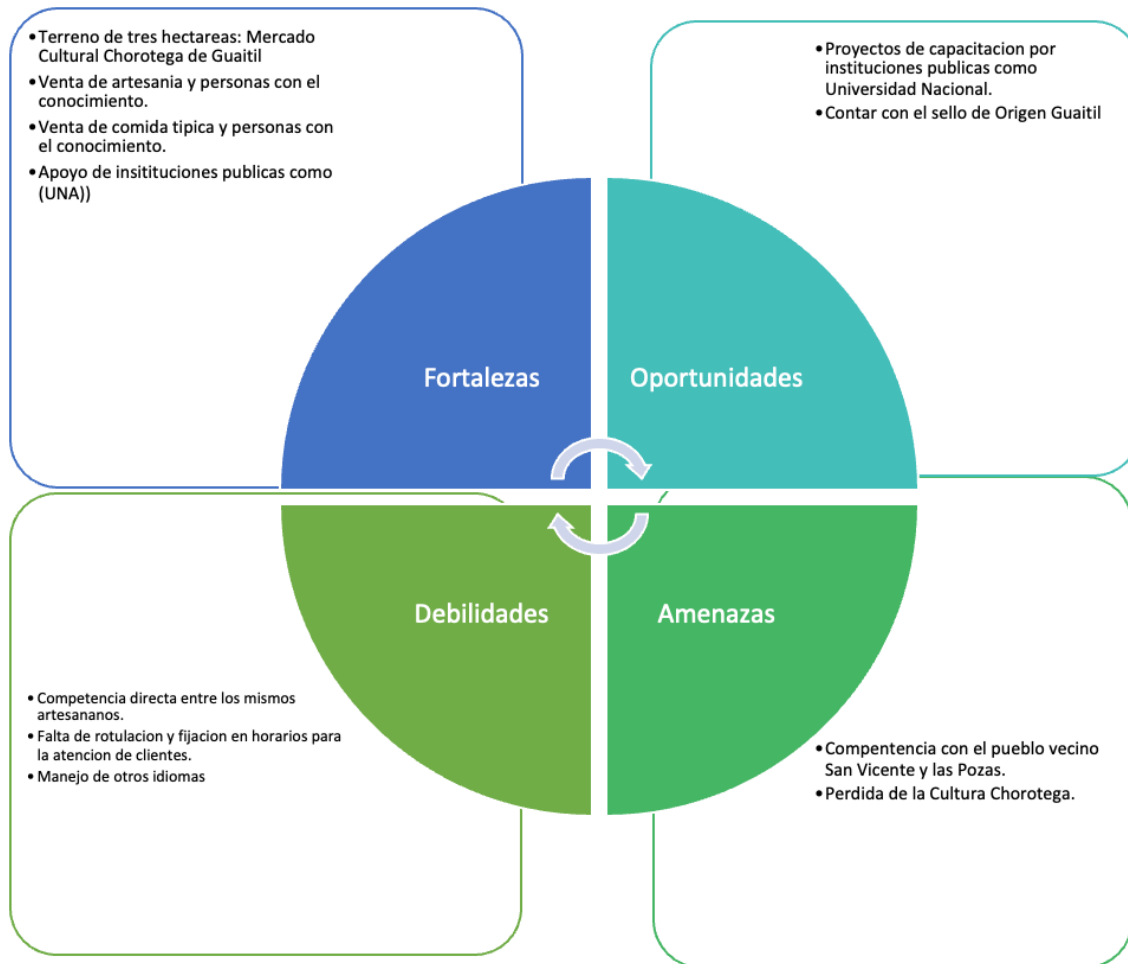 •Terreno de tres hectareas: Mercado
Cultural Chorotega de Guaitil
•Venta de artesania y personas con el
conocimiento.
•Venta de comida tipica y personas con
el conocimiento.
•Apoyo de insitituciones publicas como
(UNA))
•Proyectos de capacitacion por
instituciones publicas como
Universidad Nacional.
•Contar con el sello de Origen Guaitil
Fortalezas
Oportunidades
Debilidades
Amenazas
• Competencia directa entre los mismos
artesananos.
• Falta de rotulacion y fijacion en horarios para
la atencion de clientes.
• Manejo de otros idiomas
•Compentencia con el pueblo vecino
San Vicente y las Pozas.
•Perdida de la Cultura Chorotega.